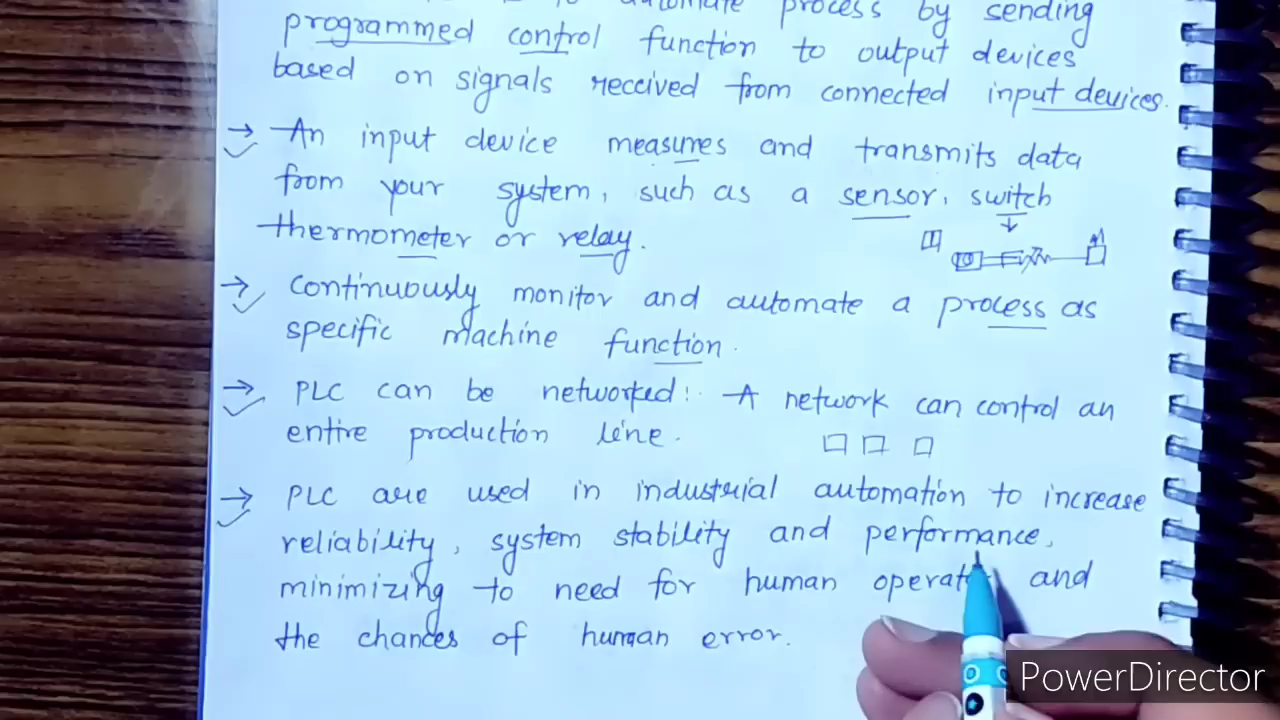 automate process by sending
programmed control function to output devices
based on signals received from connected input devices.
→ An input device measures and transmits data
from your system, such as a sensor, switch
thermometer or relay.
→ Continuously monitor and automate a process as
specific machine function.
→ PLC can be networked:- A network can control an
entire production line.
→ PLC are used in industrial automation to increase
reliability, system stability and performance,
minimizing to need for human and
the chances of human error.
PowerDirector